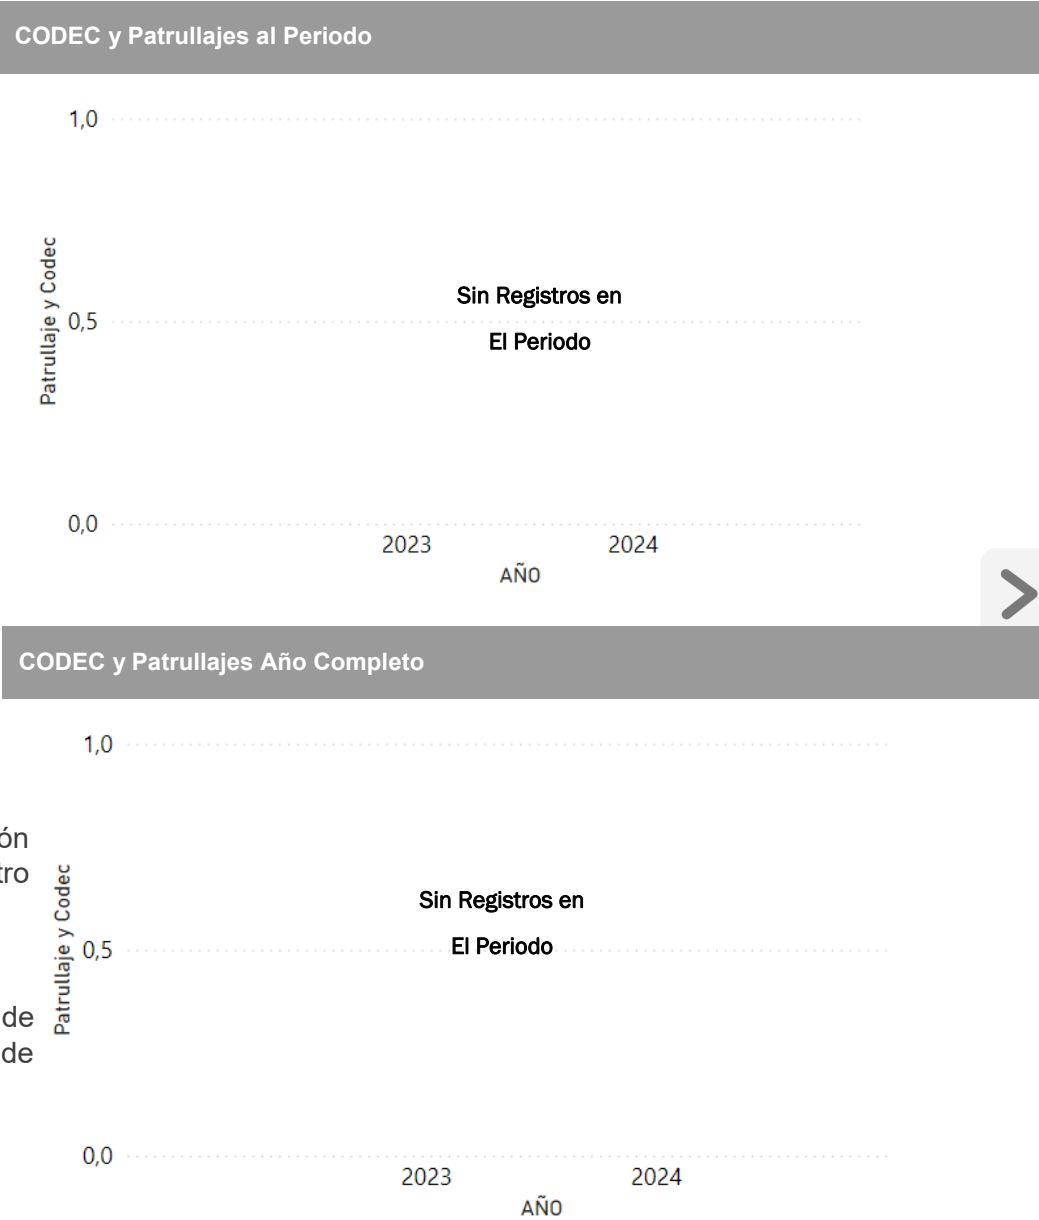 CODEC y Patrullajes al Periodo
1,0
Patrullaje y Codec
Sin Registros en
0,5
El Periodo
0,0
2023 2024
AÑO
CODEC y Patrullajes Año Completo
1,0
ón
tro
Patrullaje y Codec
Sin Registros en
El Periodo
0,5
de
de
0,0
2023 2024
AÑO